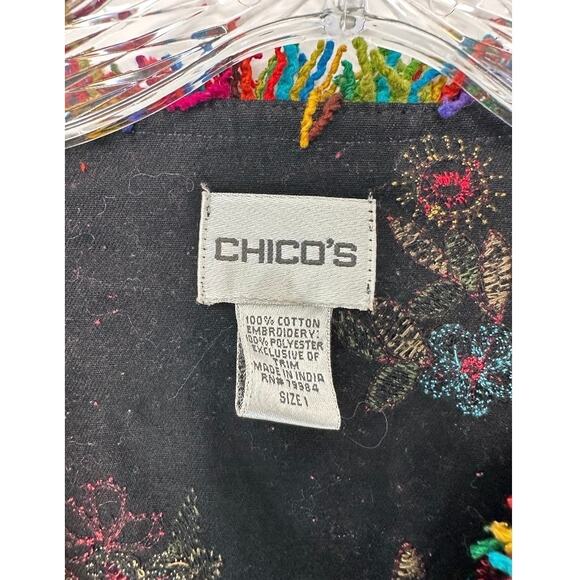 CHICO'S
100% COTTON
EMBROIDERY:
100% POLYESTER
EXCLUSIVE OF
TRIM
MADE IN INDIA
RN# 79984
SIZE 1